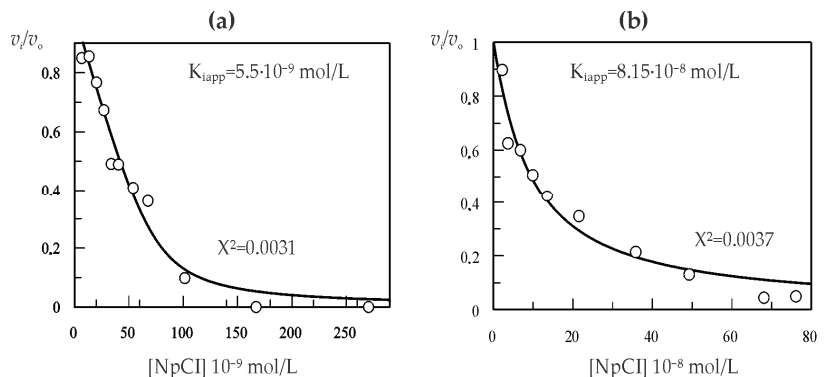 (a)
vᵢ/vₒ
0.8
0.6
0.4
0.2
0
0 50 100 150 200 250
K_iapp=5.5·10⁻⁹ mol/L
X²=0.0031
[NpCI] 10⁻⁹ mol/L
(b)
vᵢ/vₒ
1
0.8
0.6
0.4
0.2
0
0 20 40 60 80
K_iapp=8.15·10⁻⁸ mol/L
X²=0.0037
[NpCI] 10⁻⁸ mol/L